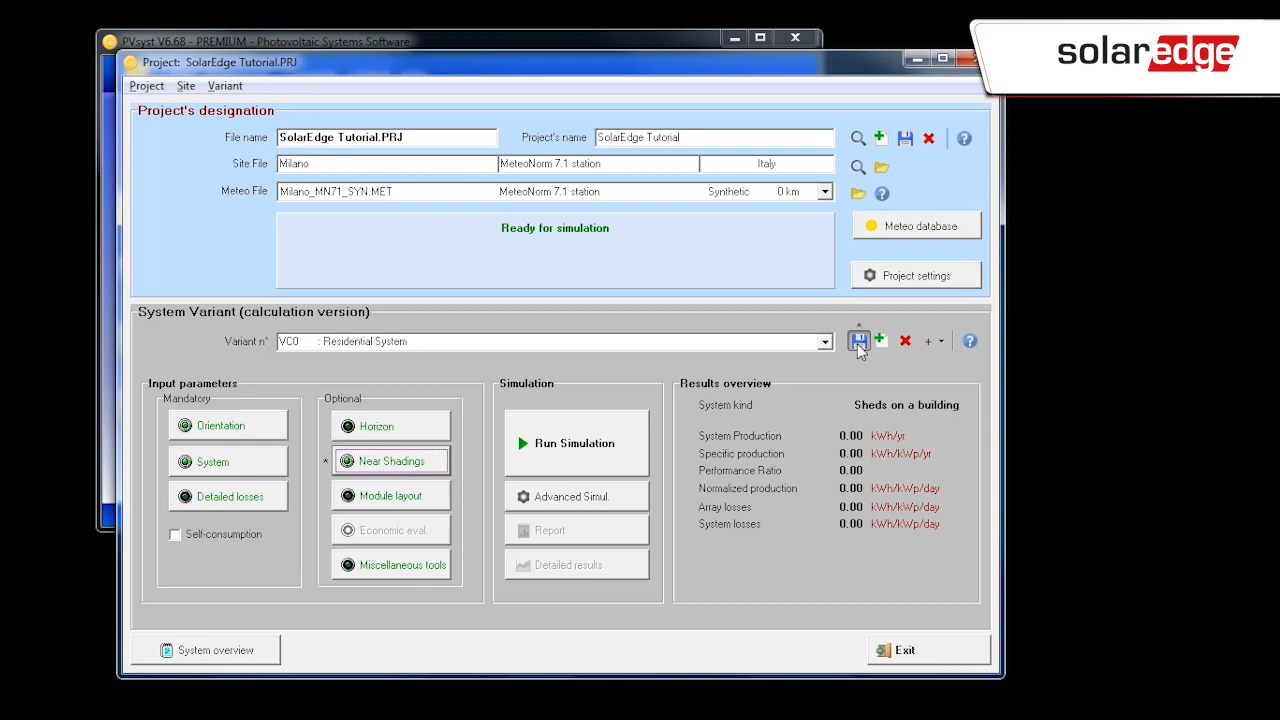 solaredge
PVsyst V6.68 - PREMIUM - Photovoltaic Systems Software
Project: SolarEdge Tutorial.PRJ
Project Site Variant
Project's designation
File name SolarEdge Tutorial.PRJ Project's name SolarEdge Tutorial
Site File Milano MeteoNorm 7.1 station Italy
Meteo File Milano_MN71_SYN.MET MeteoNorm 7.1 station Synthetic 0 km
Ready for simulation
Meteo database
Project settings
System Variant (calculation version)
Variant n° VC0 : Residential System
Input parameters
Mandatory
Orientation
System
Detailed losses
Self-consumption
Optional
Horizon
* Near Shadings
Module layout
Economic eval.
Miscellaneous tools
Simulation
Run Simulation
Advanced Simul.
Report
Detailed results
Results overview
System kind Sheds on a building
System Production 0.00 kWh/yr
Specific production 0.00 kWh/kWp/yr
Performance Ratio 0.00
Normalized production 0.00 kWh/kWp/day
Array losses 0.00 kWh/kWp/day
System losses 0.00 kWh/kWp/day
System overview
Exit